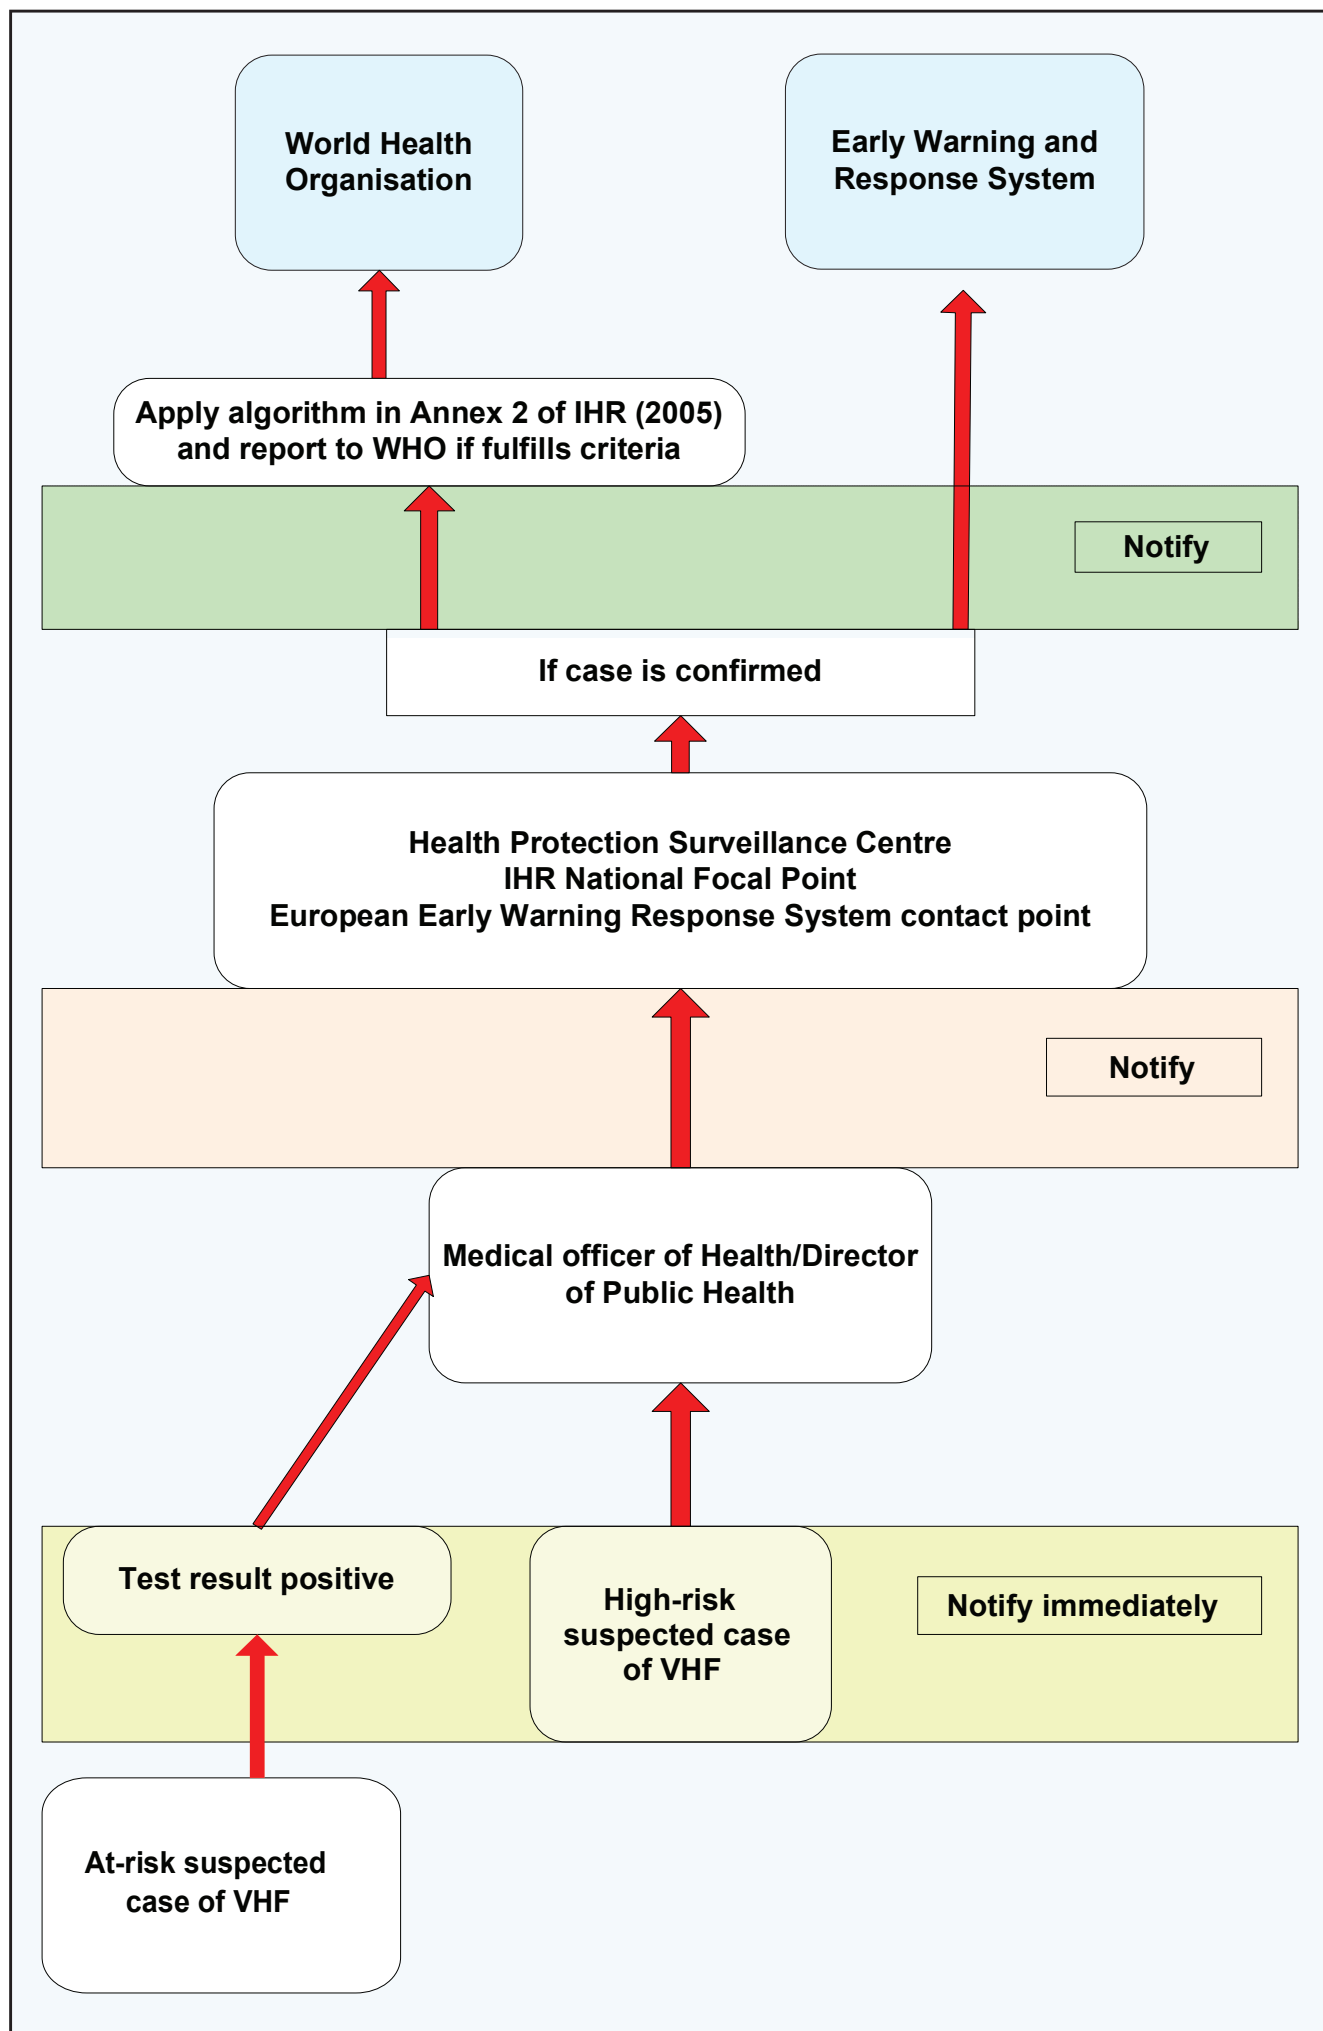 World Health
Organisation
Early Warning and
Response System
Apply algorithm in Annex 2 of IHR (2005)
and report to WHO if fulfills criteria
Notify
If case is confirmed
Health Protection Surveillance Centre
IHR National Focal Point
European Early Warning Response System contact point
Notify
Medical officer of Health/Director
of Public Health
Test result positive
High-risk
suspected case
of VHF
Notify immediately
At-risk suspected
case of VHF